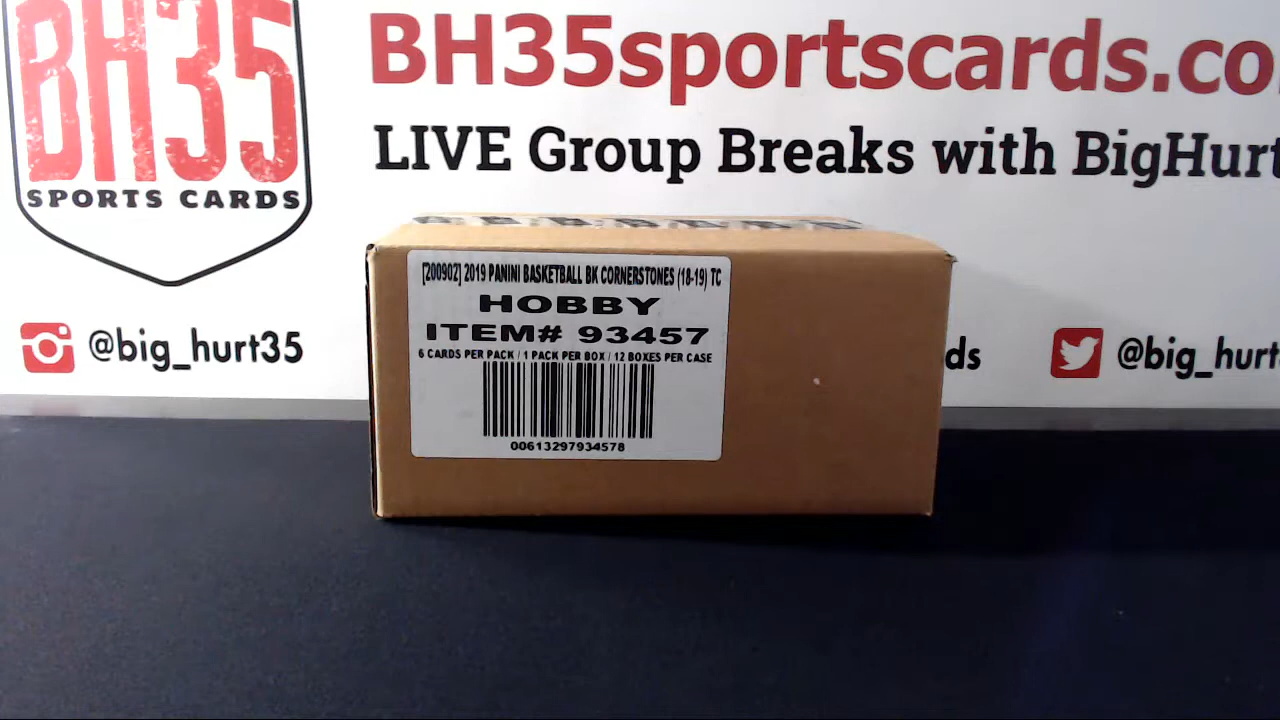 BH35
SPORTS CARDS
BH35sportscards.co
LIVE Group Breaks with BigHurt
@big_hurt35
ds
@big_hurt
[200902] 2019 PANINI BASKETBALL BK CORNERSTONES (18-19) TC
HOBBY
ITEM# 93457
6 CARDS PER PACK / 1 PACK PER BOX / 12 BOXES PER CASE
00613297934578